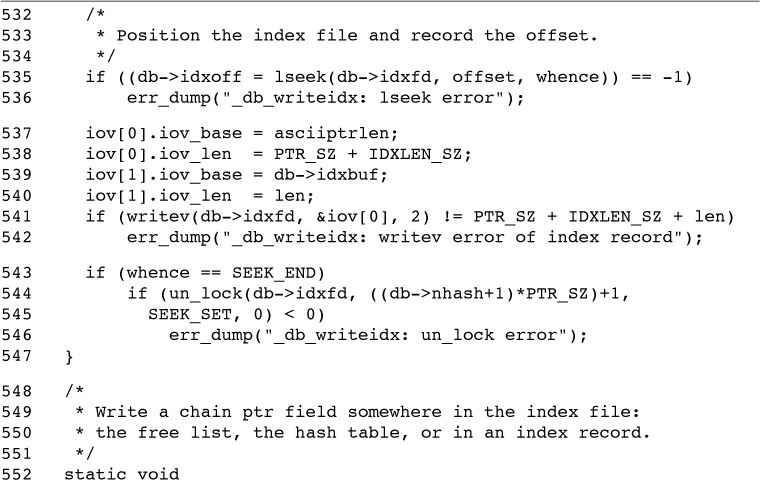 532 /*
533 * Position the index file and record the offset.
534 */
535 if ((db->idxoff = lseek(db->idxfd, offset, whence)) == -1)
536 err_dump("_db_writeidx: lseek error");
537 iov[0].iov_base = asciiptrlen;
538 iov[0].iov_len  = PTR_SZ + IDXLEN_SZ;
539 iov[1].iov_base = db->idxbuf;
540 iov[1].iov_len  = len;
541 if (writev(db->idxfd, &iov[0], 2) != PTR_SZ + IDXLEN_SZ + len)
542 err_dump("_db_writeidx: writev error of index record");
543 if (whence == SEEK_END)
544 if (un_lock(db->idxfd, ((db->nhash+1)*PTR_SZ)+1,
545 SEEK_SET, 0) < 0)
546 err_dump("_db_writeidx: un_lock error");
547 }
548 /*
549 * Write a chain ptr field somewhere in the index file:
550 * the free list, the hash table, or in an index record.
551 */
552 static void